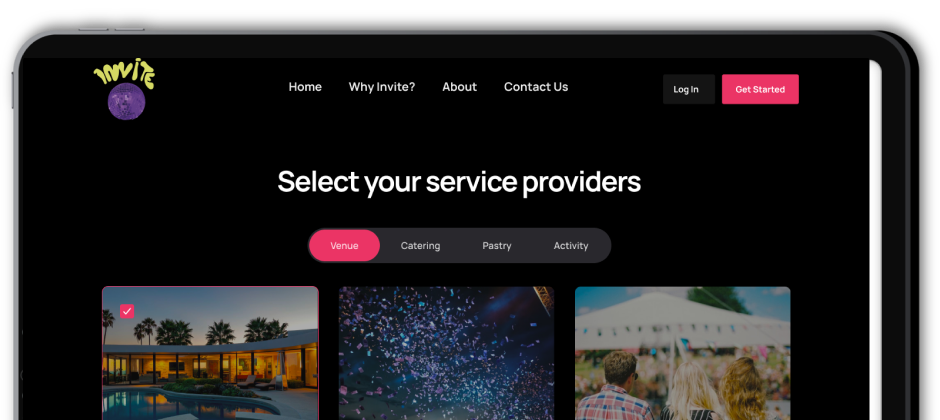 INVITE
Home Why Invite? About Contact Us Log In Get Started
Select your service providers
Venue Catering Pastry Activity